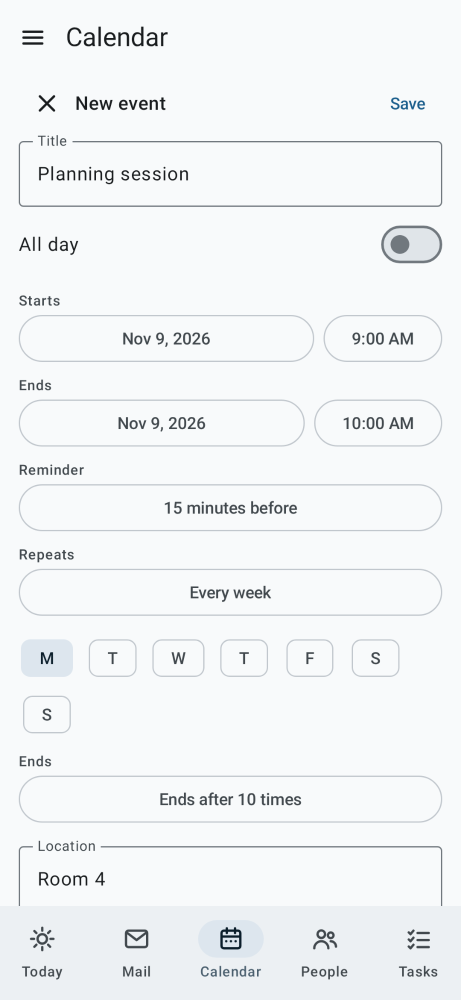 Calendar
New event
Save
Title
Planning session
All day
Starts
Nov 9, 2026
9:00 AM
Ends
Nov 9, 2026
10:00 AM
Reminder
15 minutes before
Repeats
Every week
M T W T F S
S
Ends
Ends after 10 times
Location
Room 4
Today
Mail
Calendar
People
Tasks